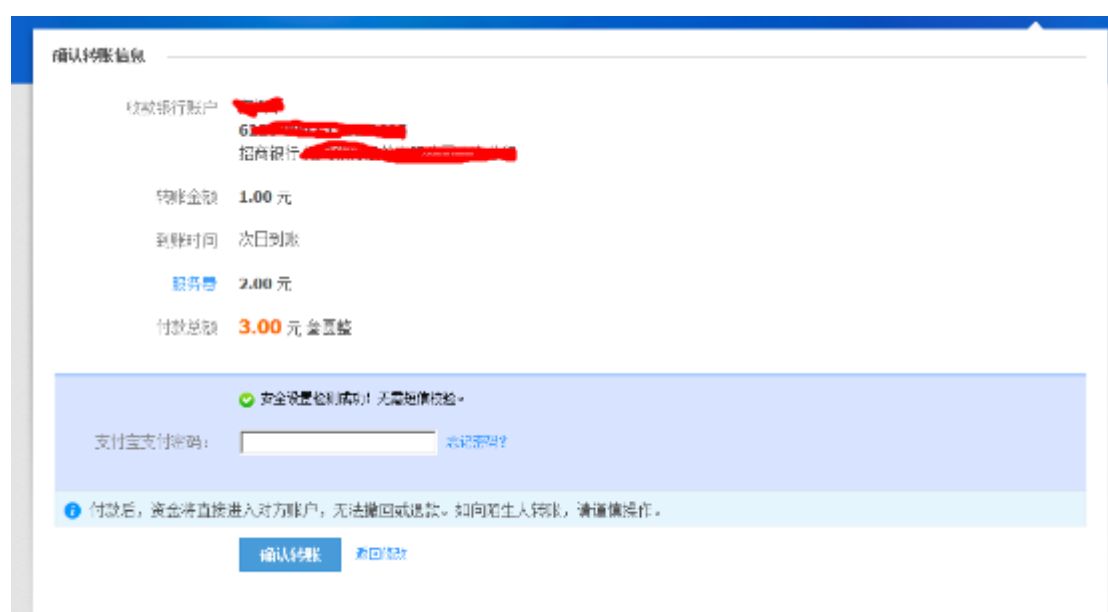 确认转账信息
收款银行账户
招商银行
转账金额 1.00 元
到账时间 次日到账
服务费 2.00 元
付款总额 3.00 元 叁元整
安全设置检测成功！无需短信校验。
支付宝支付密码： 忘记密码?
付款后，资金将直接进入对方账户，无法撤回或退款。如向陌生人转账，请谨慎操作。
确认转账 返回修改